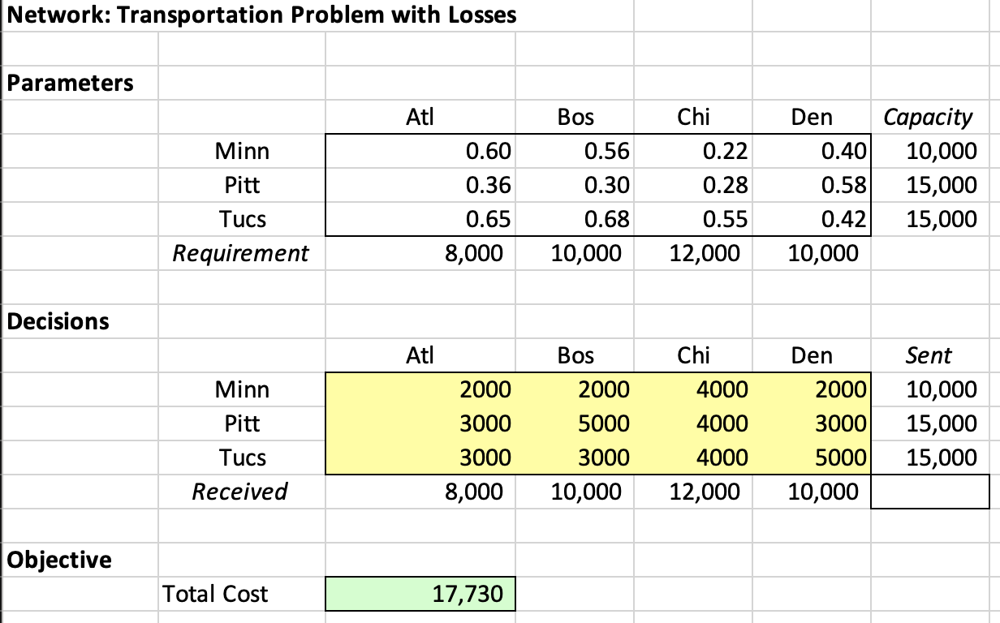 Network: Transportation Problem with Losses
Parameters
Atl Bos Chi Den Capacity
Minn 0.60 0.56 0.22 0.40 10,000
Pitt 0.36 0.30 0.28 0.58 15,000
Tucs 0.65 0.68 0.55 0.42 15,000
Requirement 8,000 10,000 12,000 10,000
Decisions
Atl Bos Chi Den Sent
Minn 2000 2000 4000 2000 10,000
Pitt 3000 5000 4000 3000 15,000
Tucs 3000 3000 4000 5000 15,000
Received 8,000 10,000 12,000 10,000
Objective
Total Cost 17,730